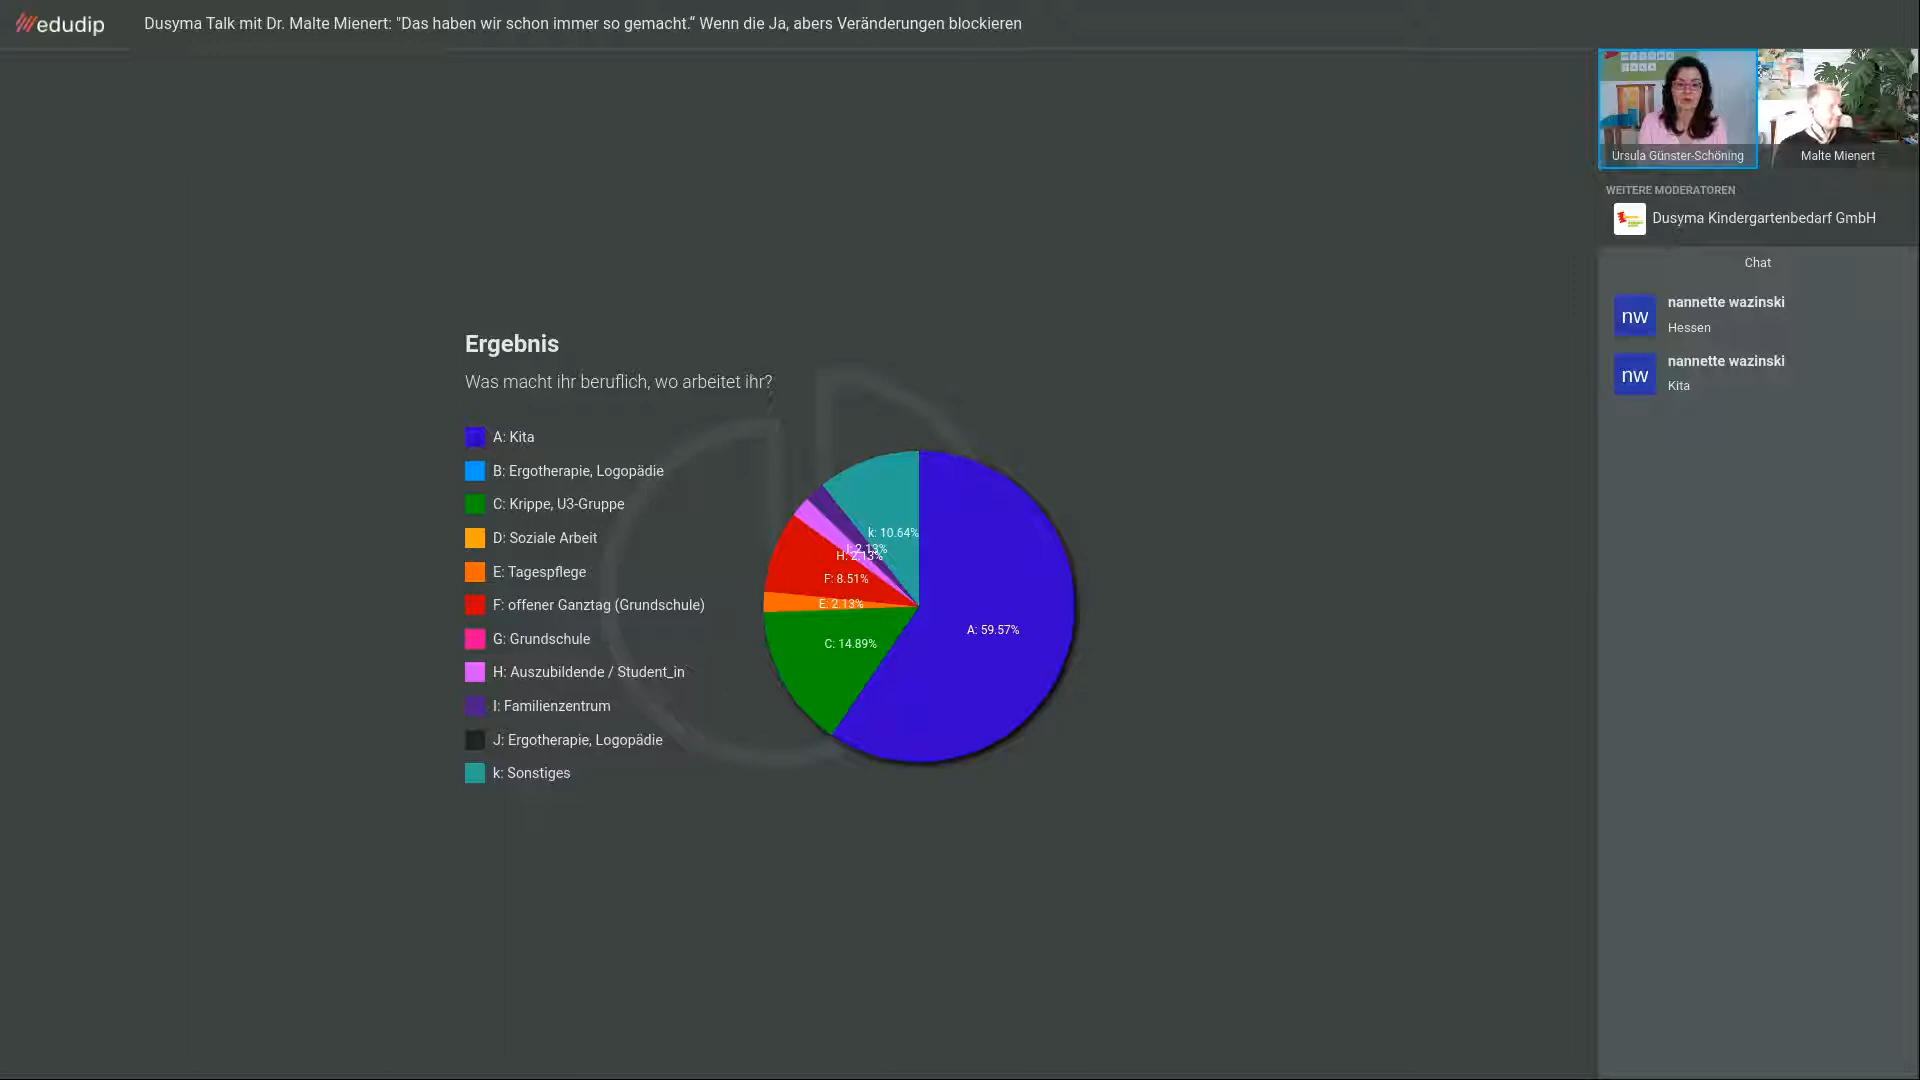 edudip
Dusyma Talk mit Dr. Malte Mienert: "Das haben wir schon immer so gemacht.“ Wenn die Ja, abers Veränderungen blockieren
Ursula Günster-Schöning
Malte Mienert
WEITERE MODERATOREN
Dusyma Kindergartenbedarf GmbH
Chat
nw
nannette wazinski
Hessen
nw
nannette wazinski
Kita
Ergebnis
Was macht ihr beruflich, wo arbeitet ihr?
A: Kita
B: Ergotherapie, Logopädie
C: Krippe, U3-Gruppe
D: Soziale Arbeit
E: Tagespflege
F: offener Ganztag (Grundschule)
G: Grundschule
H: Auszubildende / Student_in
I: Familienzentrum
J: Ergotherapie, Logopädie
k: Sonstiges
k: 10.64%
I: 2.13%
H: 2.13%
F: 8.51%
E: 2.13%
C: 14.89%
A: 59.57%